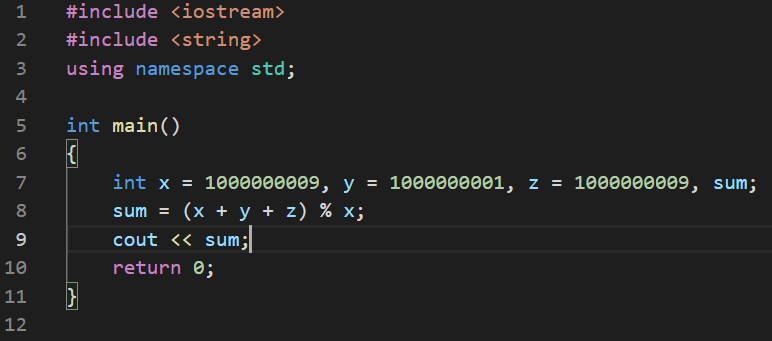 1 #include <iostream>
2 #include <string>
3 using namespace std;
4
5 int main()
6 {
7     int x = 1000000009, y = 1000000001, z = 1000000009, sum;
8     sum = (x + y + z) % x;
9     cout << sum;
10     return 0;
11 }
12